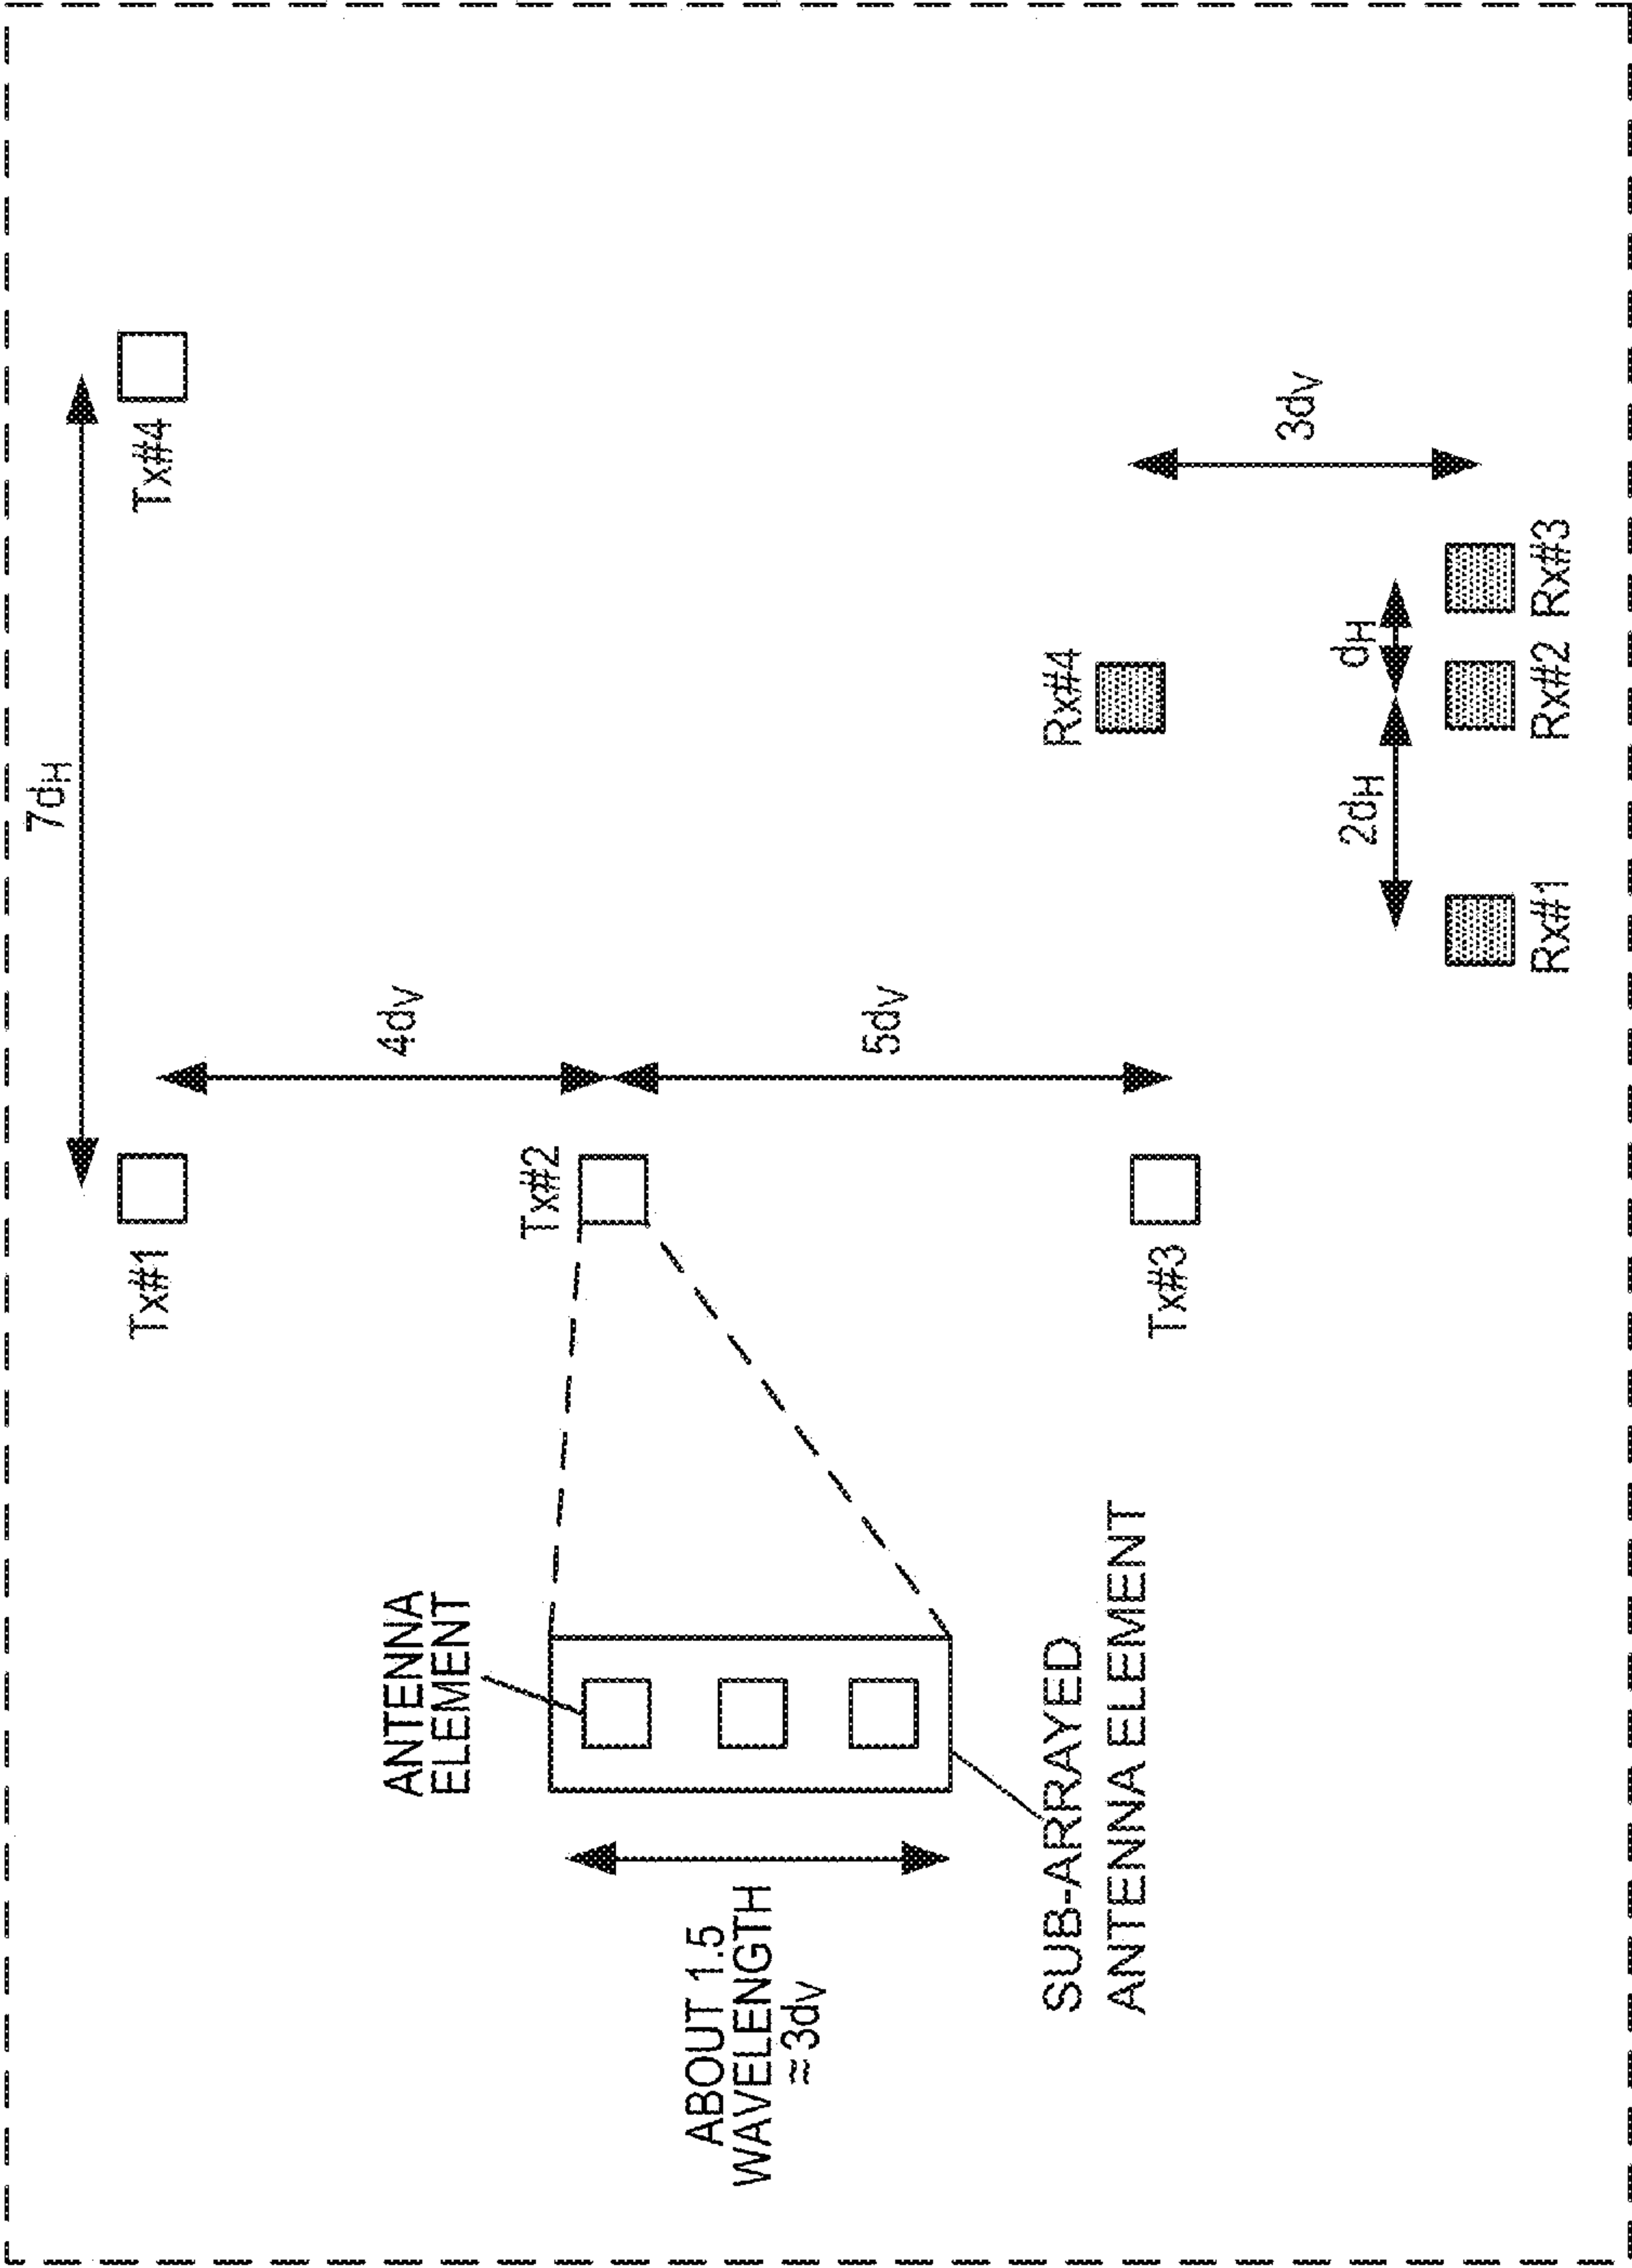 7dH
Tx#1
Tx#4
4dV
Tx#2
5dV
Tx#3
ANTENNA
ELEMENT
ABOUT 1.5
WAVELENGTH
≈3dV
SUB-ARRAYED
ANTENNA ELEMENT
Rx#4
3dV
2dH
dH
Rx#1
Rx#2
Rx#3